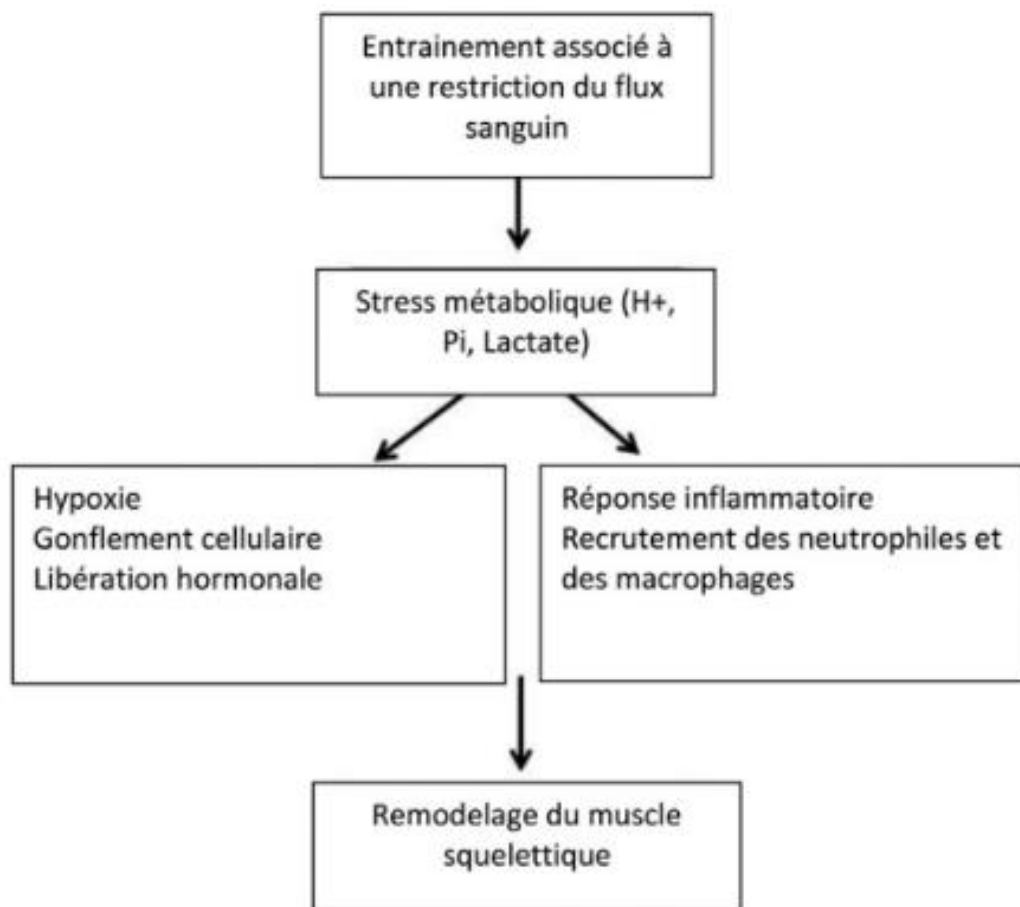 Entrainement associé à
une restriction du flux
sanguin
Stress métabolique (H+,
Pi, Lactate)
Hypoxie
Gonflement cellulaire
Libération hormonale
Réponse inflammatoire
Recrutement des neutrophiles et
des macrophages
Remodelage du muscle
squelettique